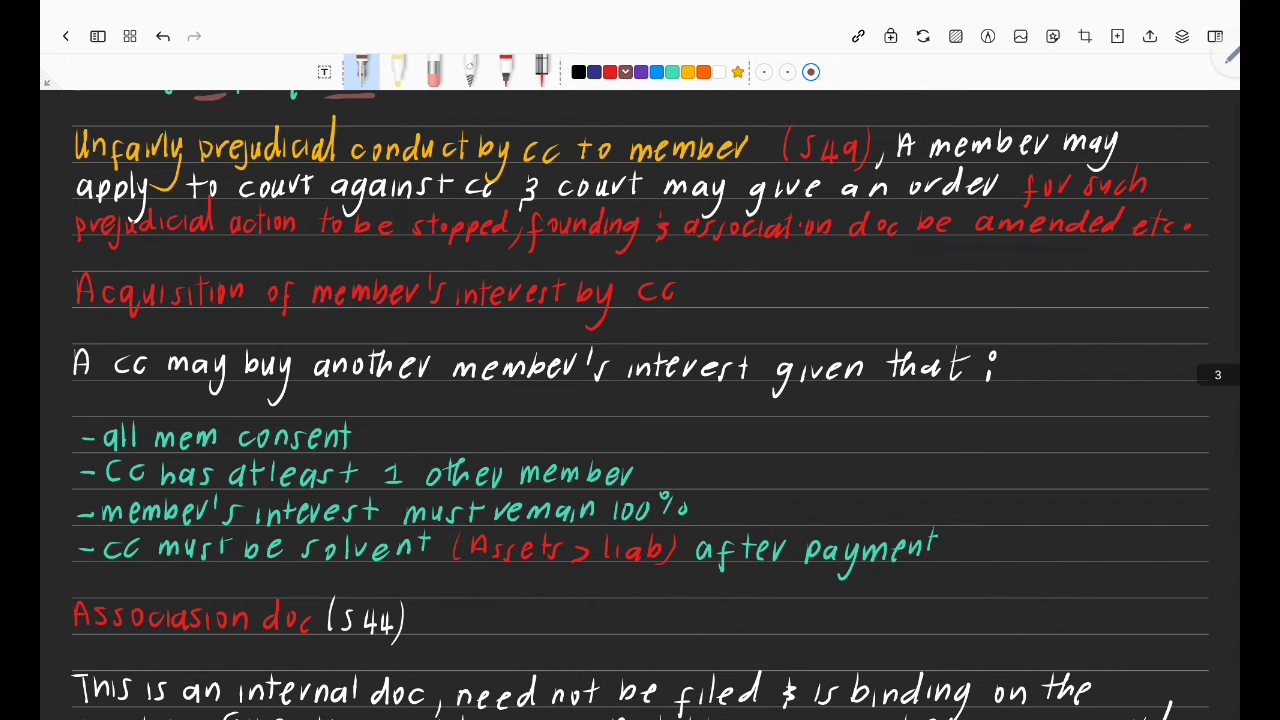 Unfairly prejudicial conduct by CC to member (S49), A member may
apply to court against CC & court may give an order for such
prejudicial action to be stopped, founding & association doc be amended etc.
Acquisition of member's interest by CC
A CC may buy another member's interest given that :
- all mem consent
- CC has atleast 1 other member
- member's interest must remain 100%
- CC must be solvent (Assets > liab) after payment
3
Associasion doc (S44)
This is an internal doc, need not be filed & is binding on the